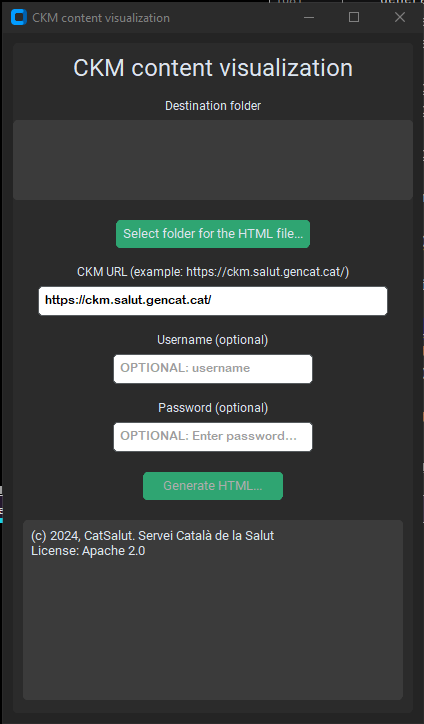 CKM content visualization
CKM content visualization
Destination folder
Select folder for the HTML file...
CKM URL (example: https://ckm.salut.gencat.cat/)
https://ckm.salut.gencat.cat/
Username (optional)
OPTIONAL: username
Password (optional)
OPTIONAL: Enter password...
Generate HTML...
(c) 2024, CatSalut. Servei Català de la Salut
License: Apache 2.0